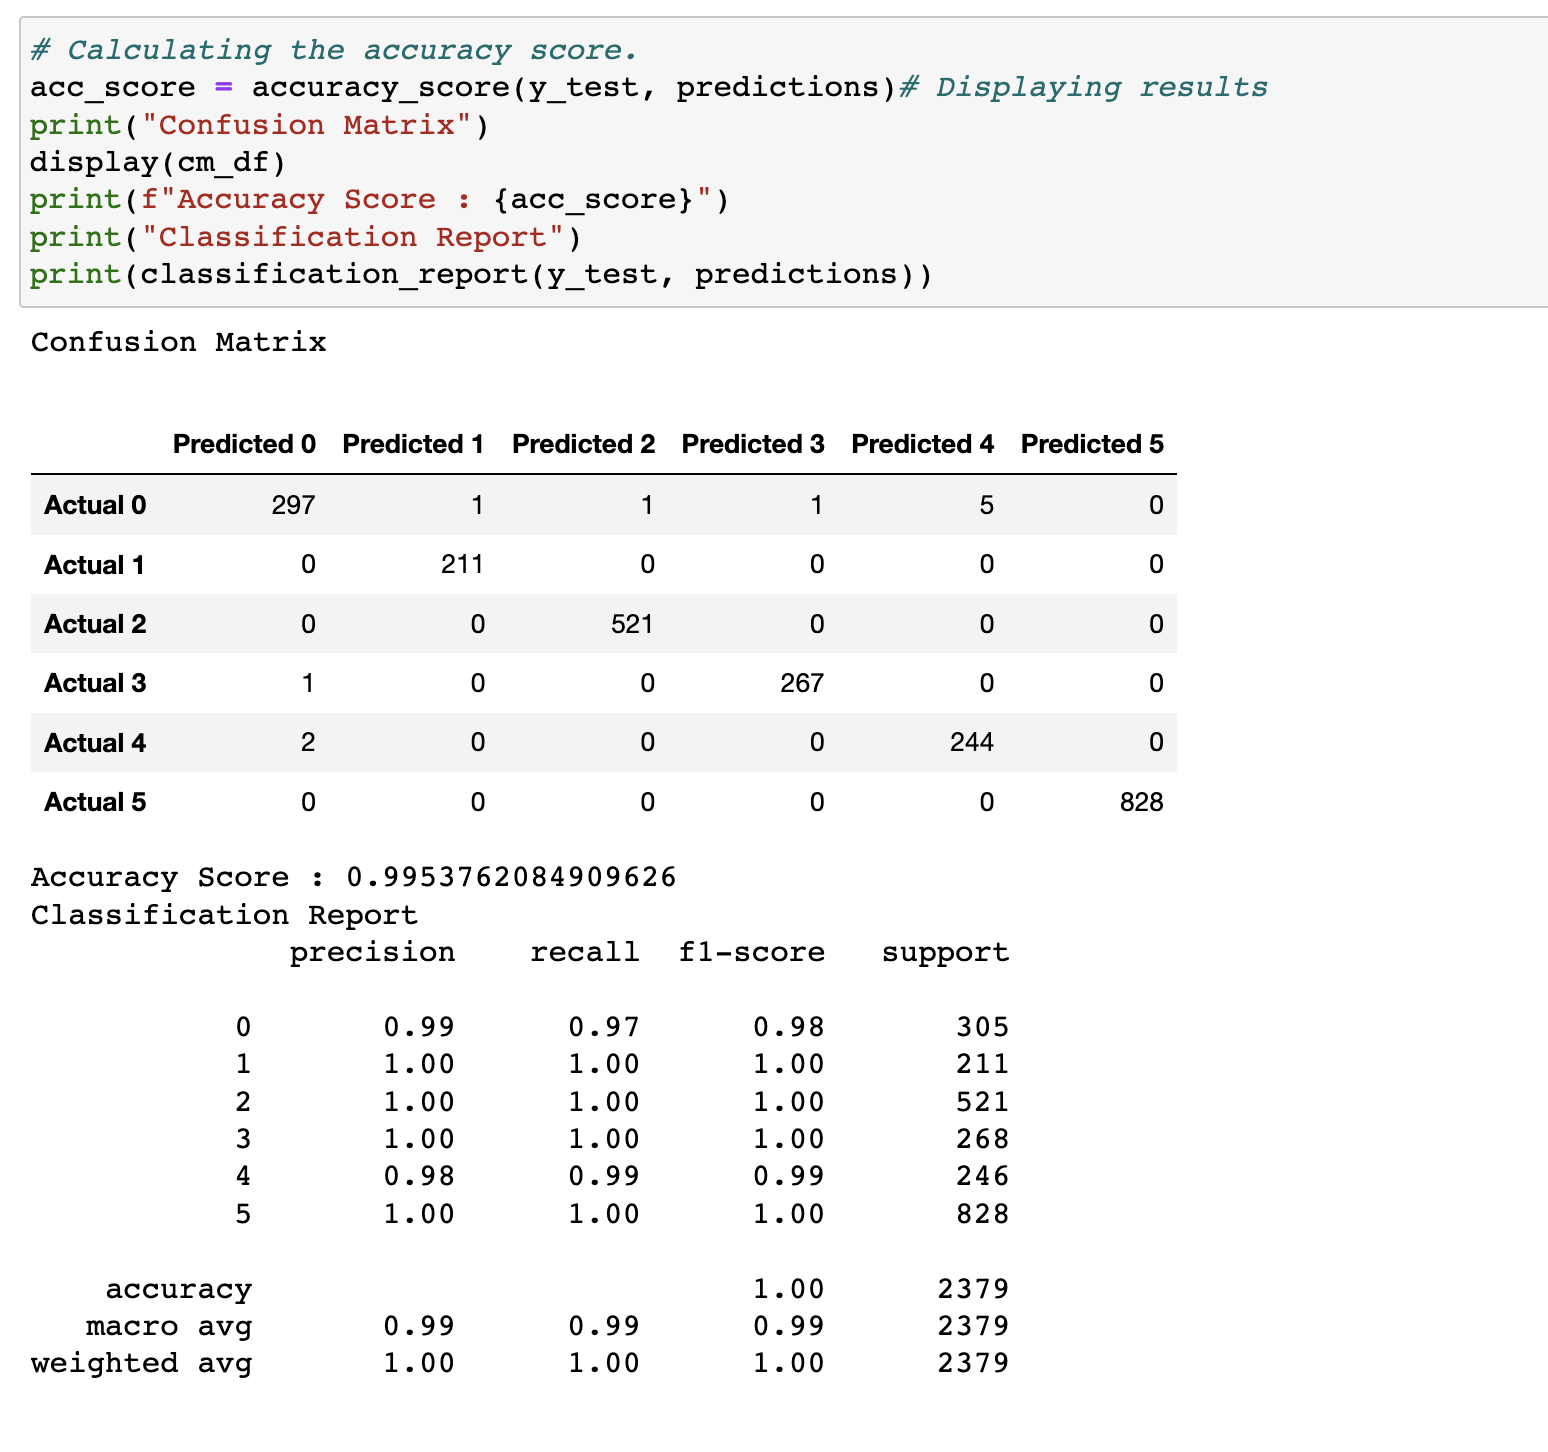 # Calculating the accuracy score.
acc_score = accuracy_score(y_test, predictions)# Displaying results
print("Confusion Matrix")
display(cm_df)
print(f"Accuracy Score : {acc_score}")
print("Classification Report")
print(classification_report(y_test, predictions))
Confusion Matrix
Predicted 0 Predicted 1 Predicted 2 Predicted 3 Predicted 4 Predicted 5
Actual 0 297 1 1 1 5 0
Actual 1 0 211 0 0 0 0
Actual 2 0 0 521 0 0 0
Actual 3 1 0 0 267 0 0
Actual 4 2 0 0 0 244 0
Actual 5 0 0 0 0 0 828
Accuracy Score : 0.9953762084909626
Classification Report
precision recall f1-score support
0 0.99 0.97 0.98 305
1 1.00 1.00 1.00 211
2 1.00 1.00 1.00 521
3 1.00 1.00 1.00 268
4 0.98 0.99 0.99 246
5 1.00 1.00 1.00 828
accuracy 1.00 2379
macro avg 0.99 0.99 0.99 2379
weighted avg 1.00 1.00 1.00 2379